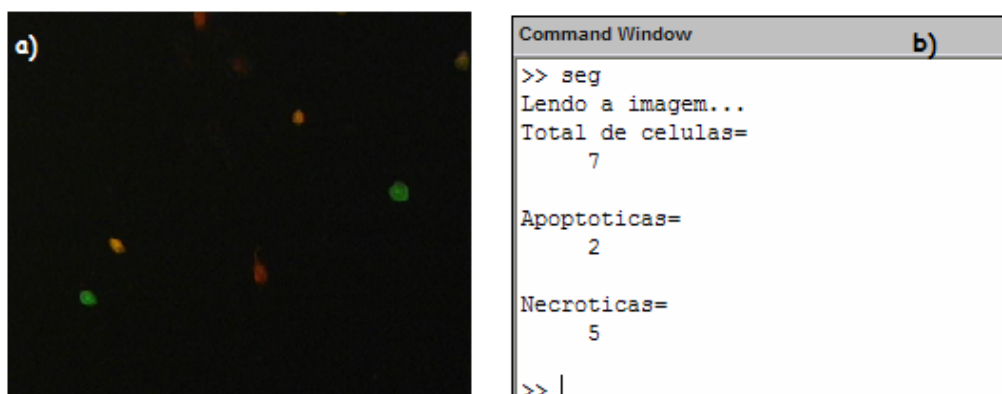 a)
Command Window
b)
>> seg
Lendo a imagem...
Total de celulas=
7
Apoptoticas=
2
Necroticas=
5
>>